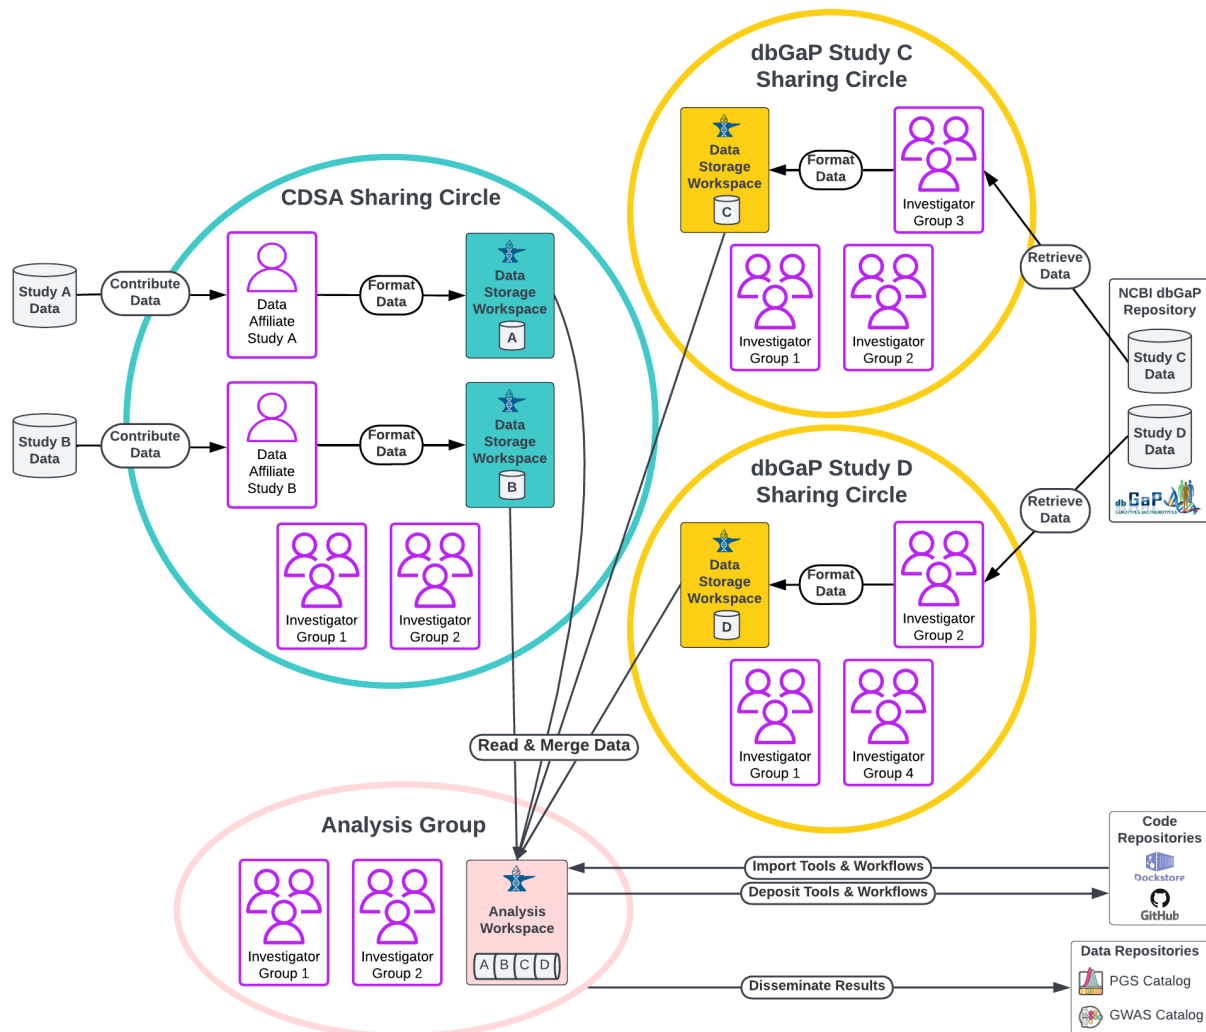 dbGaP Study C
Sharing Circle
Data
Storage
Workspace
C
Format
Data
Investigator
Group 3
Investigator
Group 1
Investigator
Group 2
Retrieve
Data
NCBI dbGaP
Repository
Study C
Data
Study D
Data
db GaP
GENOTYPES and PHENOTYPES
Retrieve
Data
CDSA Sharing Circle
Study A
Data
Contribute
Data
Data
Affiliate
Study A
Format
Data
Data
Storage
Workspace
A
Study B
Data
Contribute
Data
Data
Affiliate
Study B
Format
Data
Data
Storage
Workspace
B
Investigator
Group 1
Investigator
Group 2
dbGaP Study D
Sharing Circle
Data
Storage
Workspace
D
Format
Data
Investigator
Group 2
Investigator
Group 1
Investigator
Group 4
Read & Merge Data
Analysis Group
Investigator
Group 1
Investigator
Group 2
Analysis
Workspace
A B C D
Import Tools & Workflows
Deposit Tools & Workflows
Disseminate Results
Code
Repositories
Dockstore
GitHub
Data Repositories
PGS Catalog
GWAS Catalog